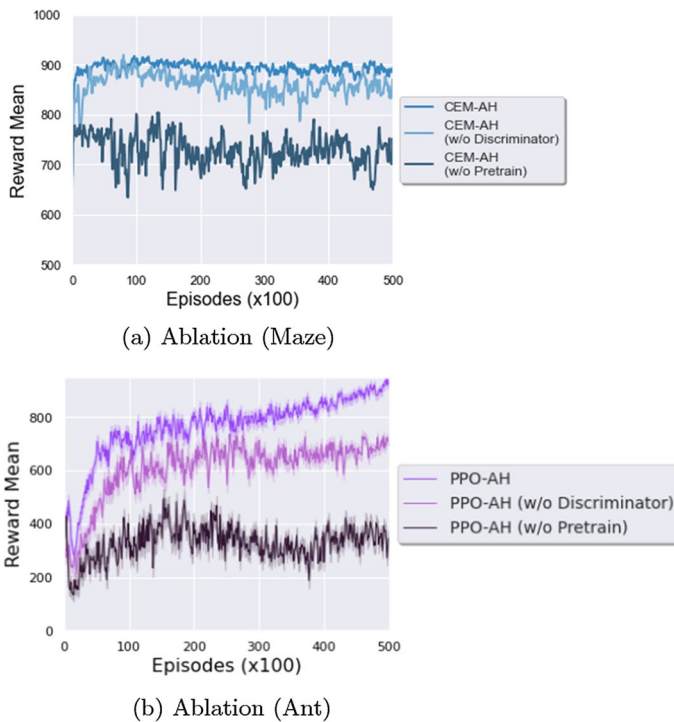 1000
900
800
700
600
500
Reward Mean
0 100 200 300 400 500
Episodes (x100)
CEM-AH
CEM-AH
(w/o Discriminator)
CEM-AH
(w/o Pretrain)
(a) Ablation (Maze)
800
600
400
200
0
Reward Mean
0 100 200 300 400 500
Episodes (x100)
PPO-AH
PPO-AH (w/o Discriminator)
PPO-AH (w/o Pretrain)
(b) Ablation (Ant)